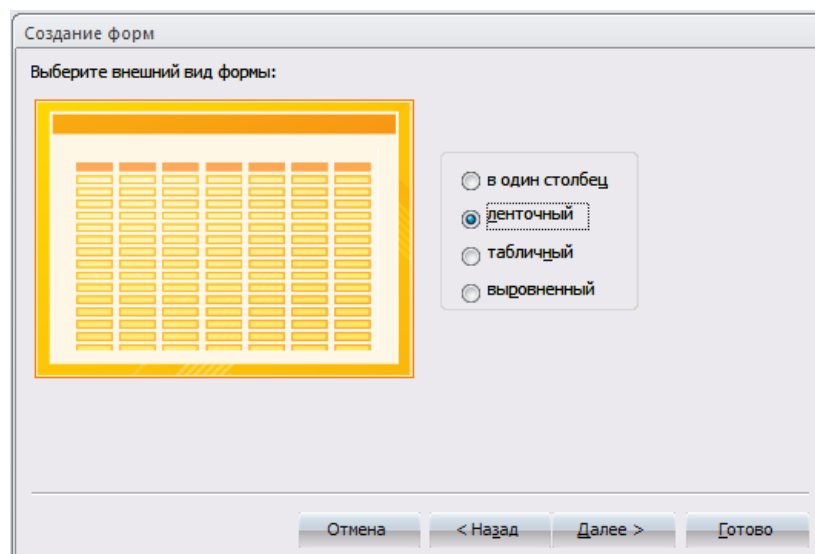 Создание форм
Выберите внешний вид формы:
в один столбец
ленточный
табличный
выровненный
Отмена
< Назад
Далее >
Готово